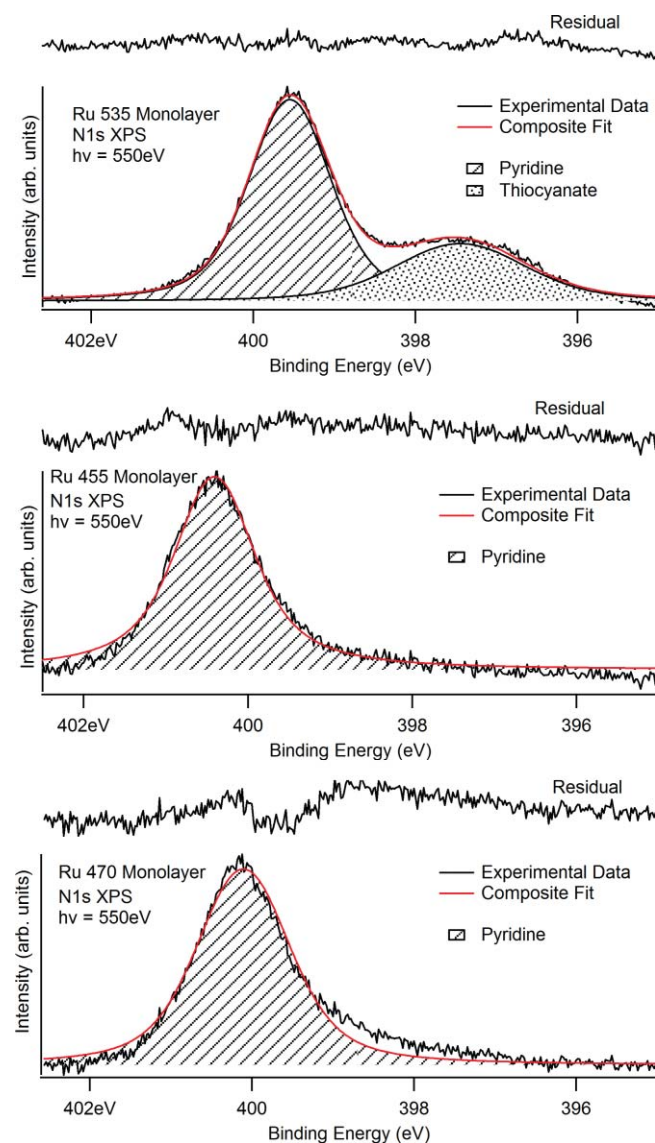 Residual
Ru 535 Monolayer
N1s XPS
hν = 550eV
Experimental Data
Composite Fit
Pyridine
Thiocyanate
Intensity (arb. units)
402eV 400 398 396
Binding Energy (eV)
Residual
Ru 455 Monolayer
N1s XPS
hν = 550eV
Experimental Data
Composite Fit
Pyridine
Intensity (arb. units)
402eV 400 398 396
Binding Energy (eV)
Residual
Ru 470 Monolayer
N1s XPS
hν = 550eV
Experimental Data
Composite Fit
Pyridine
Intensity (arb. units)
402eV 400 398 396
Binding Energy (eV)